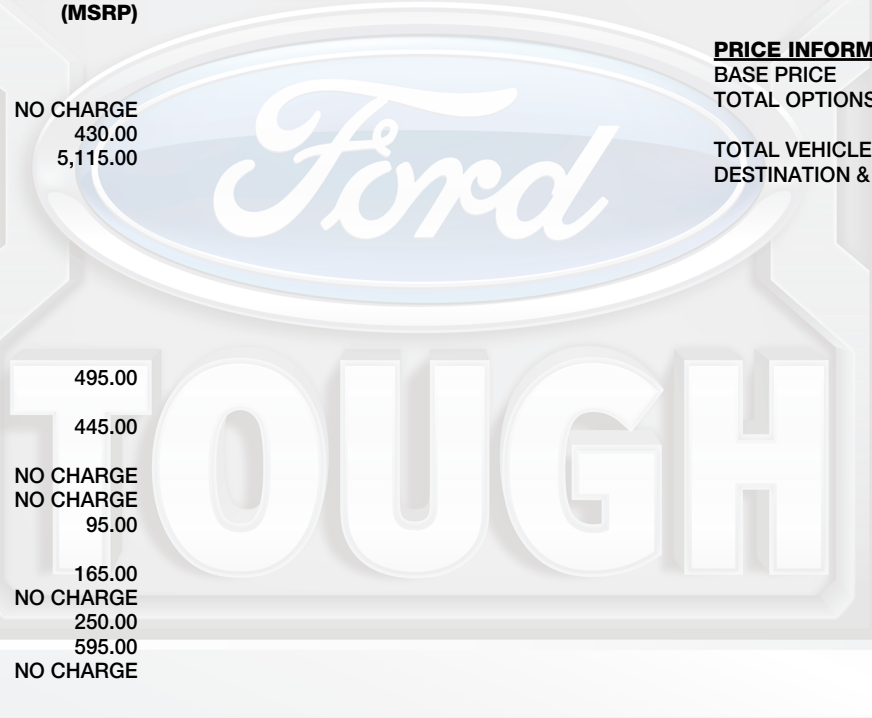 (MSRP)
NO CHARGE
430.00
5,115.00
495.00
445.00
NO CHARGE
NO CHARGE
95.00
165.00
NO CHARGE
250.00
595.00
NO CHARGE
PRICE INFORM
BASE PRICE
TOTAL OPTIONS
TOTAL VEHICLE
DESTINATION &
Ford
TOUGH